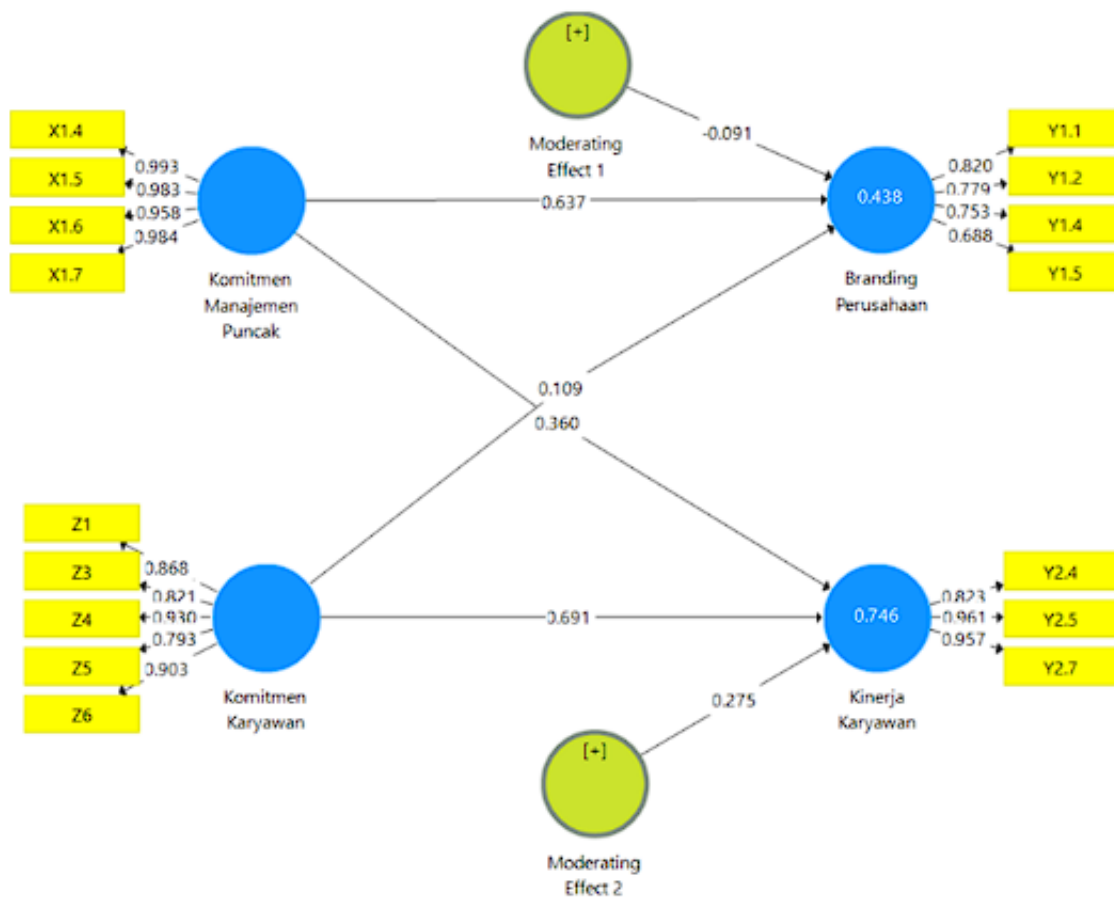 [+]
Moderating
Effect 1
-0.091
X1.4
X1.5
X1.6
X1.7
0.993
0.983
0.958
0.984
Komitmen
Manajemen
Puncak
0.637
0.438
Branding
Perusahaan
0.820
0.779
0.753
0.688
Y1.1
Y1.2
Y1.4
Y1.5
0.109
0.360
Z1
Z3
Z4
Z5
Z6
0.868
0.821
0.930
0.793
0.903
Komitmen
Karyawan
0.691
0.746
Kinerja
Karyawan
0.823
0.961
0.957
Y2.4
Y2.5
Y2.7
0.275
[+]
Moderating
Effect 2